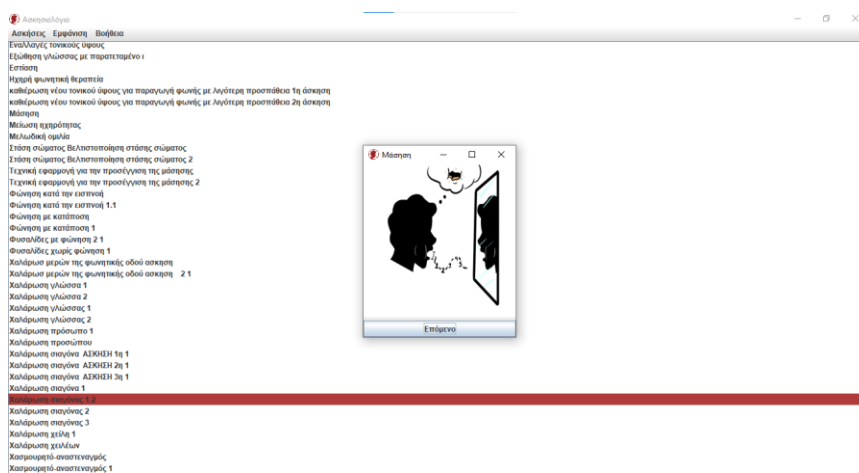 Ασκησιολόγιο
Ασκήσεις Εμφάνιση Βοήθεια
Εναλλαγές τονικούς ύψους
Εξώθηση γλώσσας με παρατεταμένο ι
Εστίαση
Ηχηρή φωνητική θεραπεία
καθιέρωση νέου τονικού ύψους για παραγωγή φωνής με λιγότερη προσπάθεια 1η άσκηση
καθιέρωση νέου τονικού ύψους για παραγωγή φωνής με λιγότερη προσπάθεια 2η άσκηση
Μάσηση
Μείωση ηχηρότητας
Μελωδική ομιλία
Στάση σώματος Βελτιστοποίηση στάσης σώματος
Στάση σώματος Βελτιστοποίηση στάσης σώματος 2
Τεχνική εφαρμογή για την προσέγγιση της μάσησης
Τεχνική εφαρμογή για την προσέγγιση της μάσησης 2
Φώνηση κατά την εισπνοή
Φώνηση κατά την εισπνοή 1.1
Φώνηση με κατάποση
Φώνηση με κατάποση 1
Φυσαλίδες με φώνηση 2 1
Φυσαλίδες χωρίς φώνηση 1
Χαλάρωσ μερών της φωνητικής οδού ασκηση
Χαλάρωσ μερών της φωνητικής οδού ασκηση 2 1
Χαλάρωση γλώσσα 1
Χαλάρωση γλώσσα 2
Χαλάρωση γλώσσας 1
Χαλάρωση γλώσσας 2
Χαλάρωση πρόσωπο 1
Χαλάρωση προσώπου
Χαλάρωση σιαγόνα ΑΣΚΗΣΗ 1η 1
Χαλάρωση σιαγόνα ΑΣΚΗΣΗ 2η 1
Χαλάρωση σιαγόνα ΑΣΚΗΣΗ 3η 1
Χαλάρωση σιαγόνα 1
Χαλάρωση σιαγόνας 1.2
Χαλάρωση σιαγόνας 2
Χαλάρωση σιαγόνας 3
Χαλάρωση χείλη 1
Χαλάρωση χειλέων
Χασμουρητό-αναστεναγμός
Χασμουρητό-αναστεναγμός 1
Μάσηση
Επόμενο